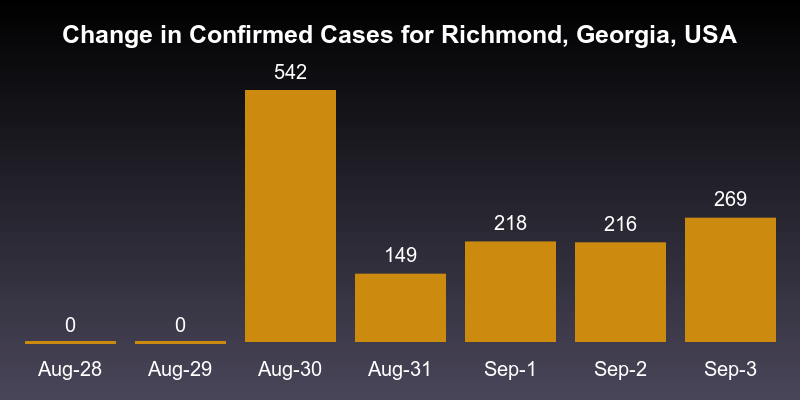 Change in Confirmed Cases for Richmond, Georgia, USA
542
269
218
216
149
0
0
Aug-28
Aug-29
Aug-30
Aug-31
Sep-1
Sep-2
Sep-3